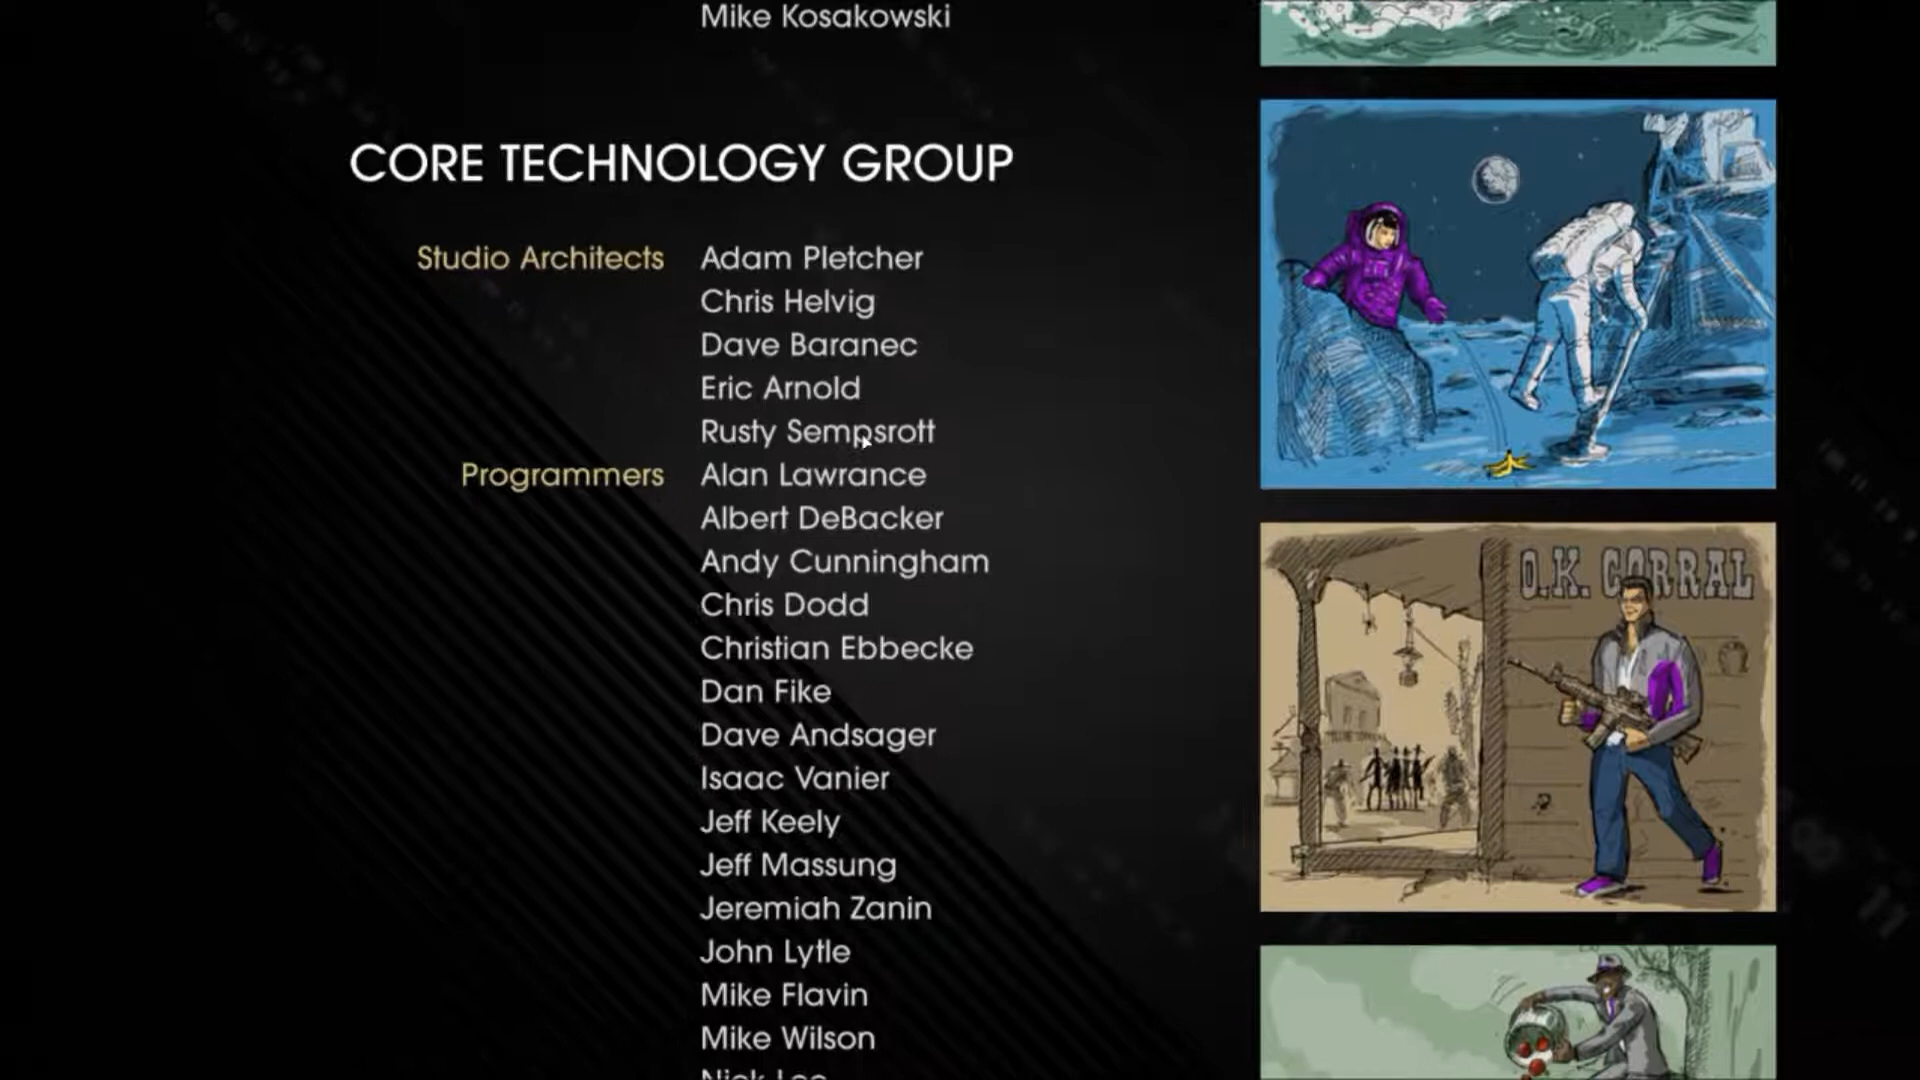 Mike Kosakowski
CORE TECHNOLOGY GROUP
Studio Architects Adam Pletcher
Chris Helvig
Dave Baranec
Eric Arnold
Rusty Sempsrott
Programmers Alan Lawrance
Albert DeBacker
Andy Cunningham
Chris Dodd
Christian Ebbecke
Dan Fike
Dave Andsager
Isaac Vanier
Jeff Keely
Jeff Massung
Jeremiah Zanin
John Lytle
Mike Flavin
Mike Wilson
O.K. CORRAL